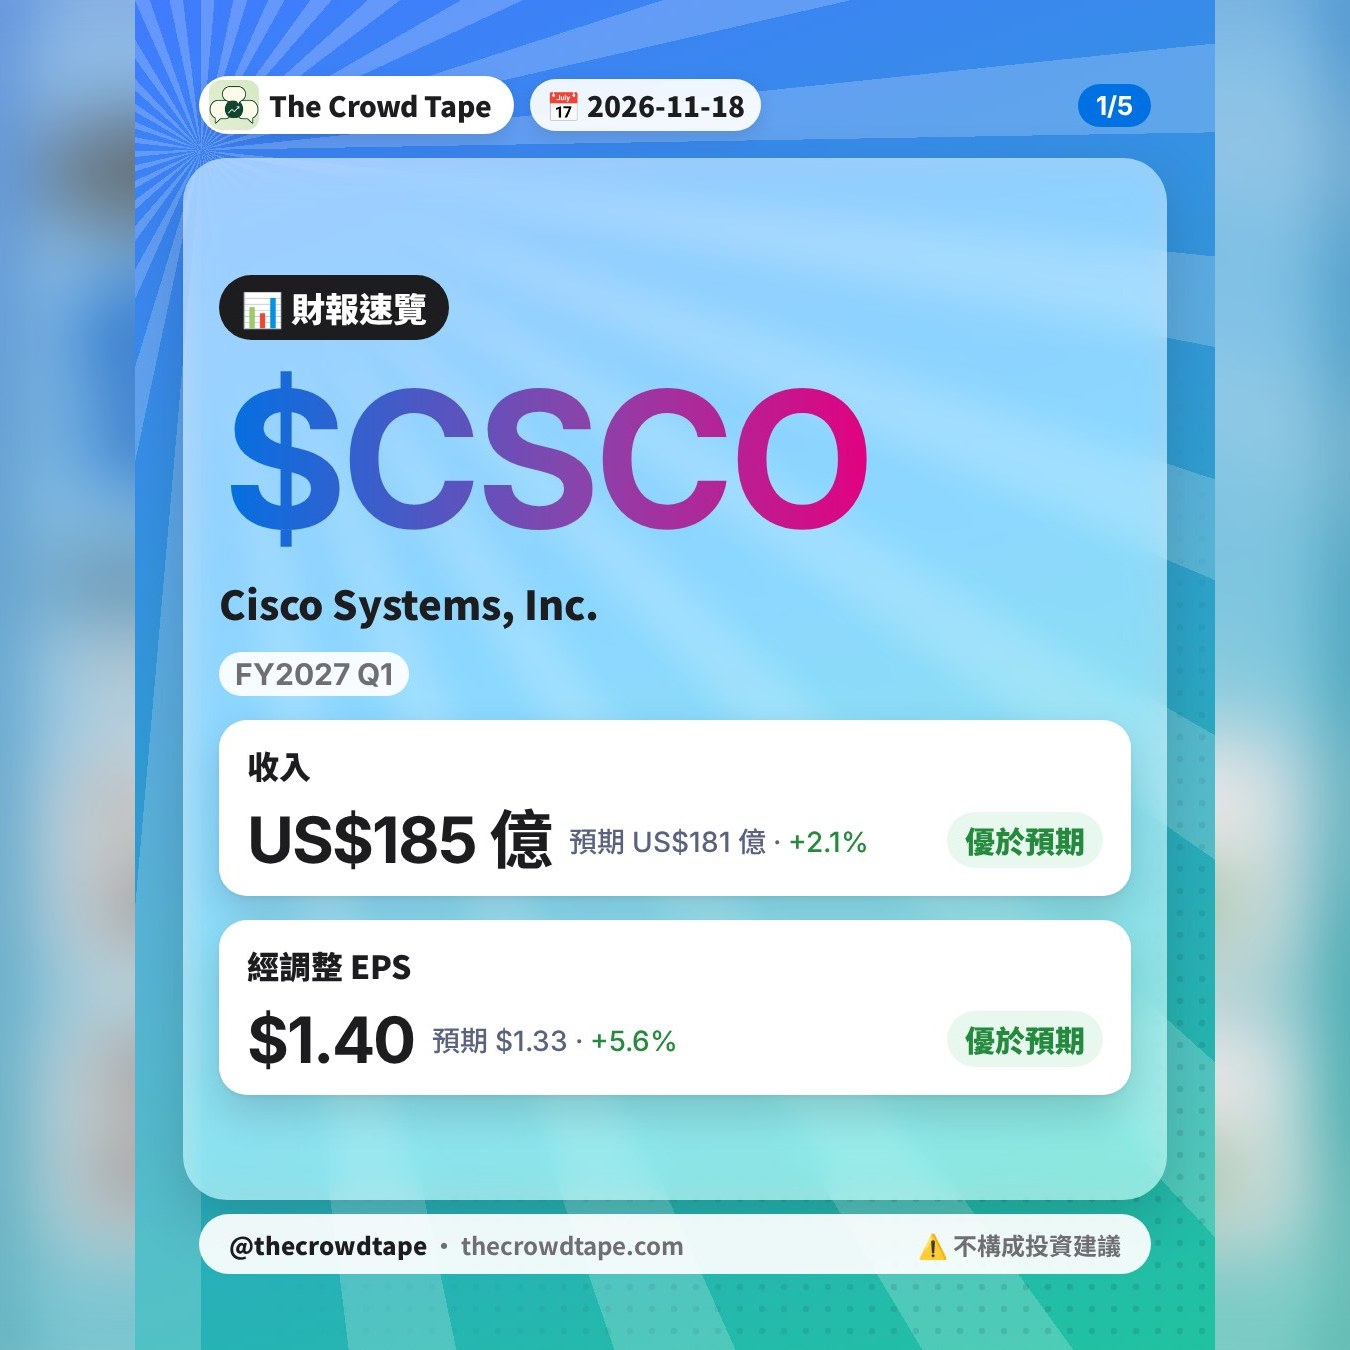 The Crowd Tape
2026-11-18
1/5
財報速覽
$CSCO
Cisco Systems, Inc.
FY2027 Q1
收入
US$185 億 預期 US$181 億 · +2.1% 優於預期
經調整 EPS
$1.40 預期 $1.33 · +5.6% 優於預期
@thecrowdtape • thecrowdtape.com ⚠️ 不構成投資建議